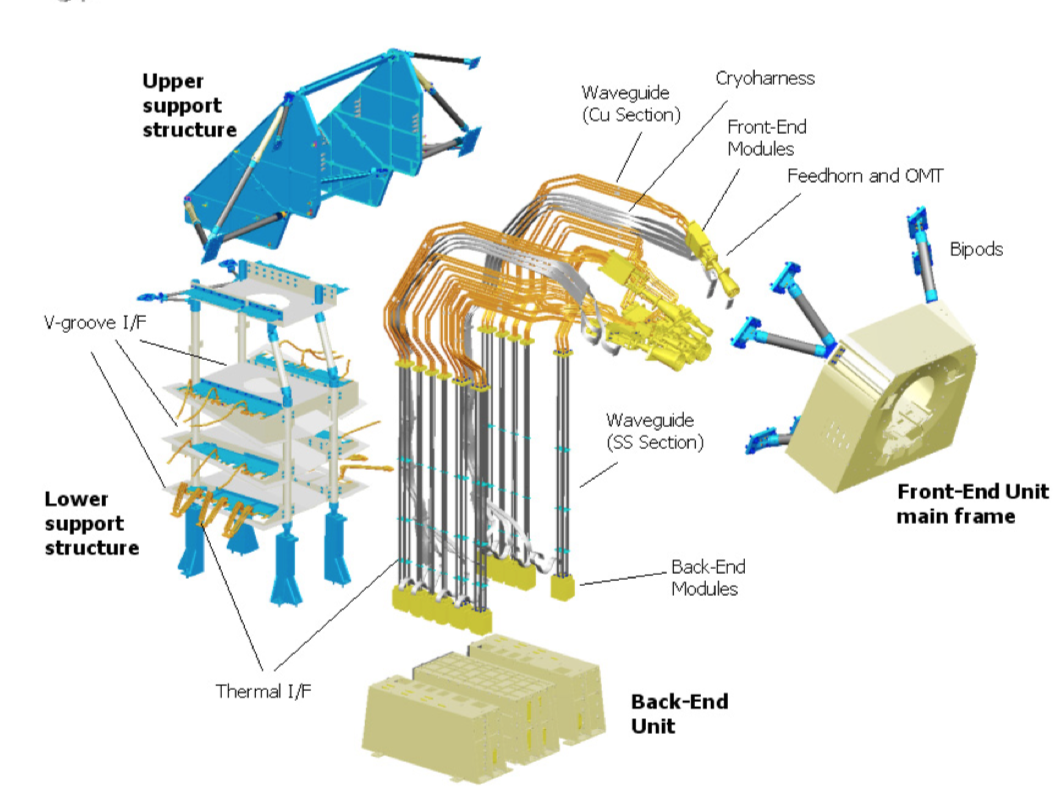 Upper
support
structure
Waveguide
(Cu Section)
Cryoharness
Front-End
Modules
Feedhorn and OMT
Bipods
V-groove I/F
Waveguide
(SS Section)
Front-End Unit
main frame
Lower
support
structure
Back-End
Modules
Thermal I/F
Back-End
Unit